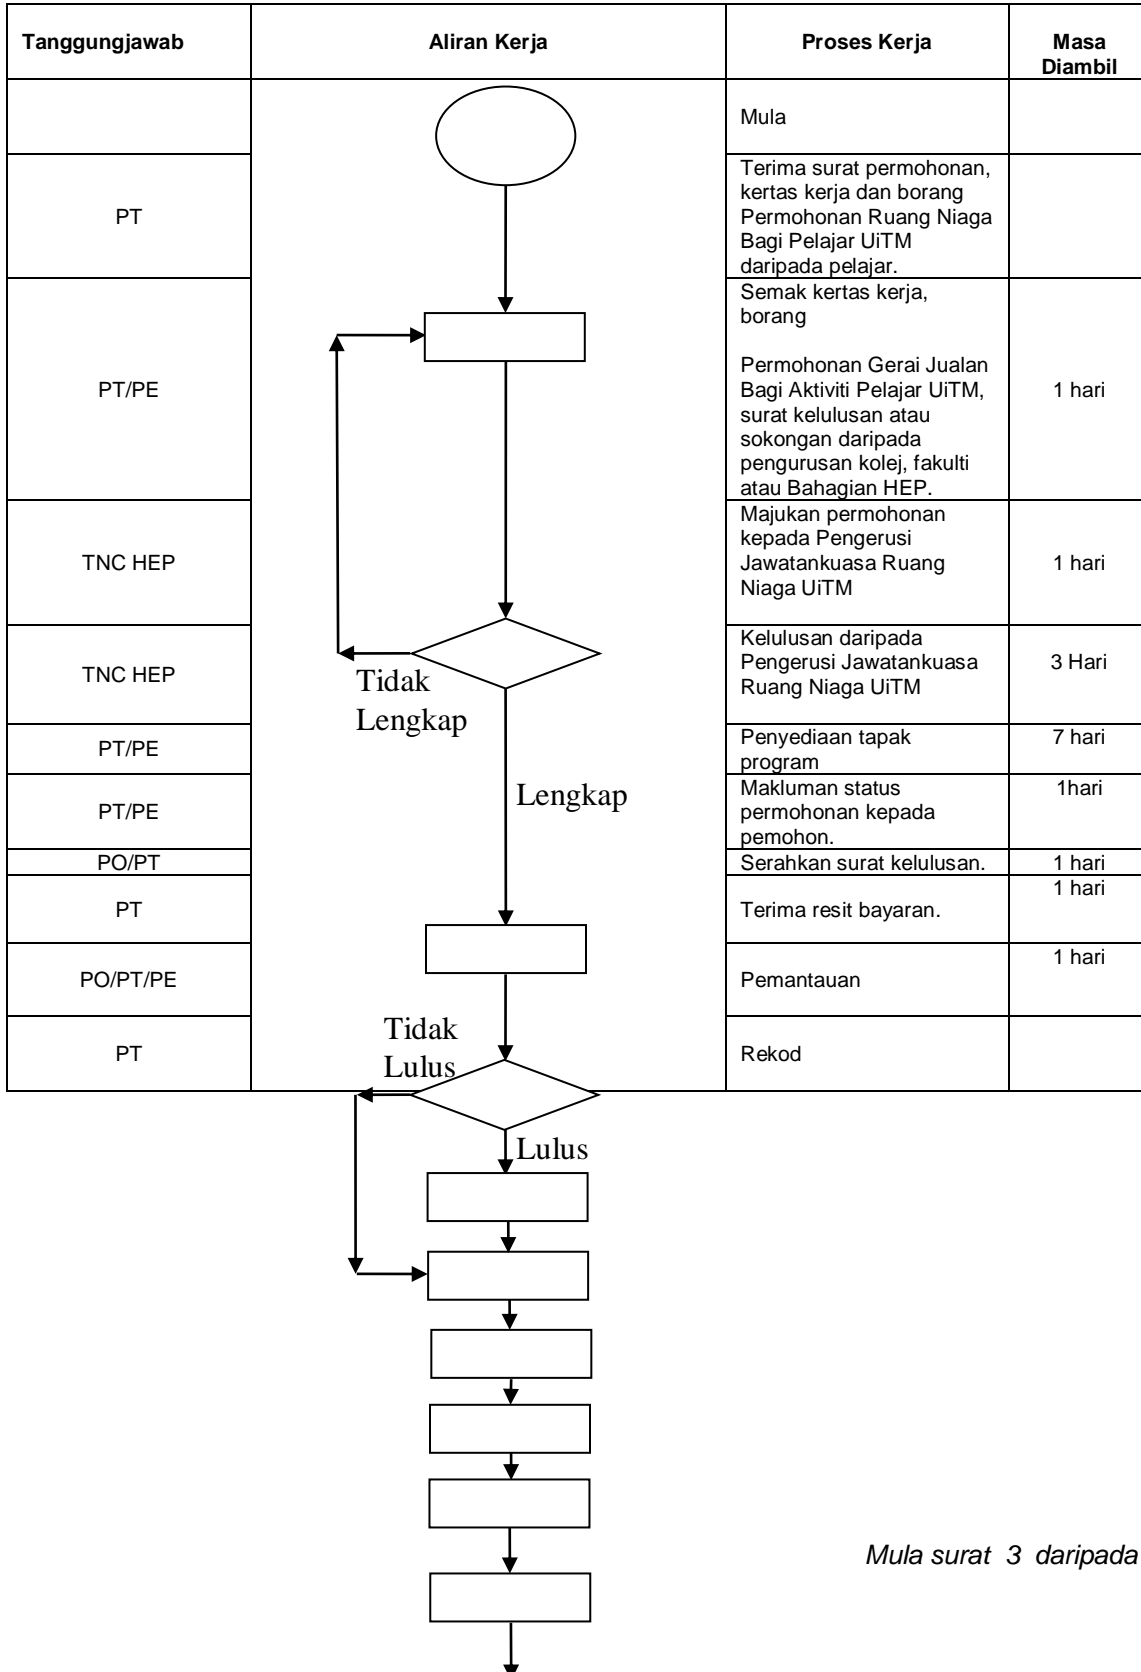 Tanggungjawab
Aliran Kerja
Proses Kerja
Masa
Diambil
Mula
PT
Terima surat permohonan,
kertas kerja dan borang
Permohonan Ruang Niaga
Bagi Pelajar UiTM
daripada pelajar.
PT/PE
Semak kertas kerja,
borang
Permohonan Gerai Jualan
Bagi Aktiviti Pelajar UiTM,
surat kelulusan atau
sokongan daripada
pengurusan kolej, fakulti
atau Bahagian HEP.
1 hari
TNC HEP
Majukan permohonan
kepada Pengerusi
Jawatankuasa Ruang
Niaga UiTM
1 hari
TNC HEP
Tidak
Lengkap
Kelulusan daripada
Pengerusi Jawatankuasa
Ruang Niaga UiTM
3 Hari
PT/PE
Penyediaan tapak
program
7 hari
PT/PE
Lengkap
Makluman status
permohonan kepada
pemohon.
1hari
PO/PT
Serahkan surat kelulusan.
1 hari
PT
Terima resit bayaran.
1 hari
PO/PT/PE
Pemantauan
1 hari
PT
Tidak
Lulus
Rekod
Lulus
Mula surat 3 daripada